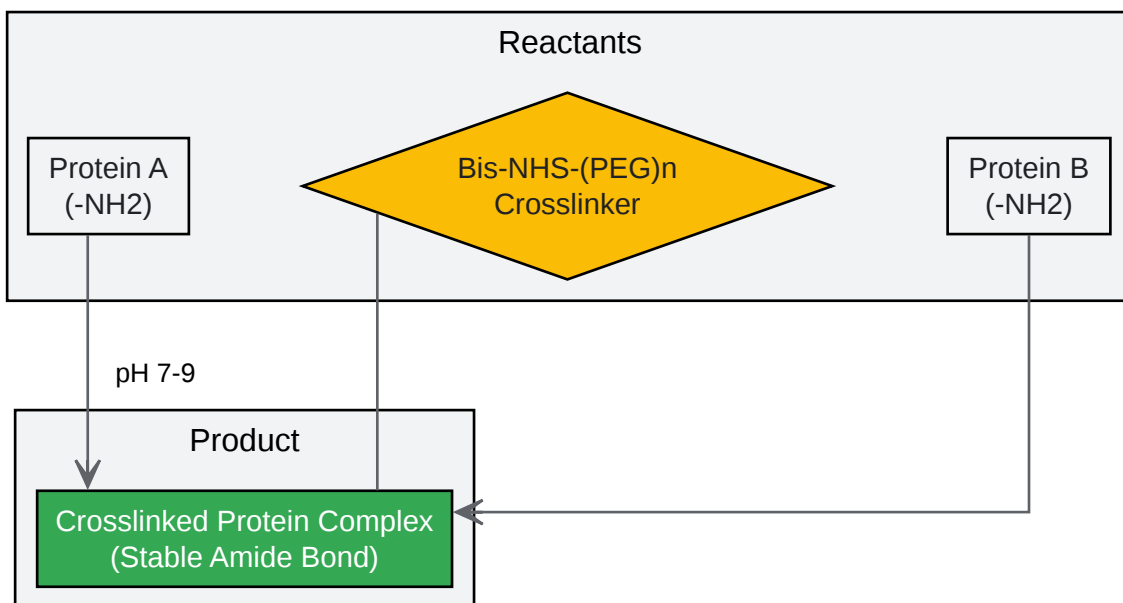 Reactants
Protein A
(-NH2)
Bis-NHS-(PEG)n
Crosslinker
Protein B
(-NH2)
pH 7-9
Product
Crosslinked Protein Complex
(Stable Amide Bond)